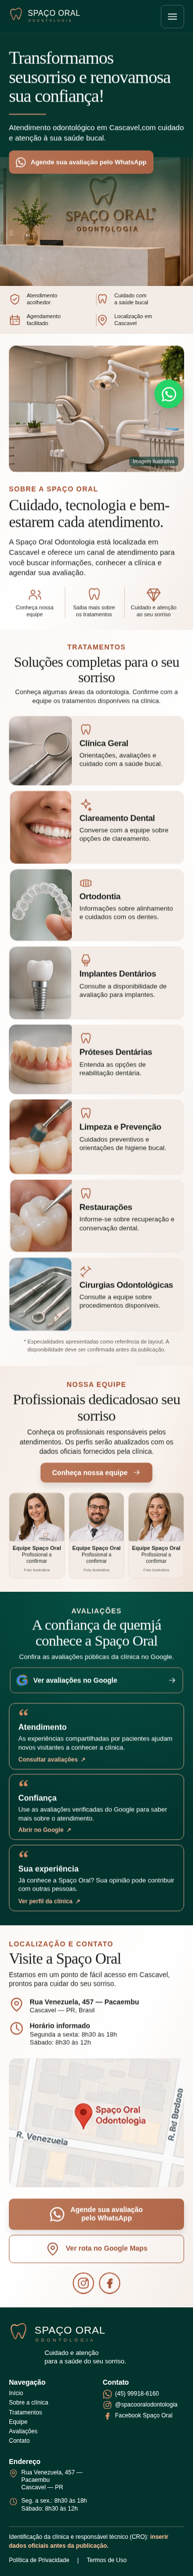 SPAÇO ORAL
ODONTOLOGIA
Transformamos
seusorriso e renovamosa
sua confiança!
Atendimento odontológico em Cascavel,com cuidado
e atenção à sua saúde bucal.
Agende sua avaliação pelo WhatsApp
SPAÇO ORAL
ODONTOLOGIA
Atendimento
acolhedor
Cuidado com
a saúde bucal
Agendamento
facilitado
Localização em
Cascavel
Imagem ilustrativa
SOBRE A SPAÇO ORAL
Cuidado, tecnologia e bem-
estarem cada atendimento.
A Spaço Oral Odontologia está localizada em
Cascavel e oferece um canal de atendimento para
você buscar informações, conhecer a clínica e
agendar sua avaliação.
Conheça nossa
equipe
Saiba mais sobre
os tratamentos
Cuidado e atenção
ao seu sorriso
TRATAMENTOS
Soluções completas para o seu
sorriso
Conheça algumas áreas da odontologia. Confirme com a
equipe os tratamentos disponíveis na clínica.
Clínica Geral
Orientações, avaliações e
cuidado com a saúde bucal.
Clareamento Dental
Converse com a equipe sobre
opções de clareamento.
Ortodontia
Informações sobre alinhamento
e cuidados com os dentes.
Implantes Dentários
Consulte a disponibilidade de
avaliação para implantes.
Próteses Dentárias
Entenda as opções de
reabilitação dentária.
Limpeza e Prevenção
Cuidados preventivos e
orientações de higiene bucal.
Restaurações
Informe-se sobre recuperação e
conservação dental.
Cirurgias Odontológicas
Consulte a equipe sobre
procedimentos disponíveis.
* Especialidades apresentadas como referência de layout. A
disponibilidade deve ser confirmada antes da publicação.
NOSSA EQUIPE
Profissionais dedicadosao seu
sorriso
Conheça os profissionais responsáveis pelos
atendimentos. Os perfis serão atualizados com os
dados oficiais fornecidos pela clínica.
Conheça nossa equipe →
Equipe Spaço Oral
Profissional a
confirmar
Foto ilustrativa
Equipe Spaço Oral
Profissional a
confirmar
Foto ilustrativa
Equipe Spaço Oral
Profissional a
confirmar
Foto ilustrativa
AVALIAÇÕES
A confiança de quemjá
conhece a Spaço Oral
Confira as avaliações públicas da clínica no Google.
G Ver avaliações no Google →
“
Atendimento
As experiências compartilhadas por pacientes ajudam
novos visitantes a conhecer a clínica.
Consultar avaliações ↗
“
Confiança
Use as avaliações verificadas do Google para saber
mais sobre o atendimento.
Abrir no Google ↗
“
Sua experiência
Já conhece a Spaço Oral? Sua opinião pode contribuir
com outras pessoas.
Ver perfil da clínica ↗
LOCALIZAÇÃO E CONTATO
Visite a Spaço Oral
Estamos em um ponto de fácil acesso em Cascavel,
prontos para cuidar do seu sorriso.
Rua Venezuela, 457 — Pacaembu
Cascavel — PR, Brasil
Horário informado
Segunda a sexta: 8h30 às 18h
Sábado: 8h30 às 12h
Spaço Oral
Odontologia
R. Venezuela
Agende sua avaliação
pelo WhatsApp
Ver rota no Google Maps
SPAÇO ORAL
ODONTOLOGIA
Cuidado e atenção
para a saúde do seu sorriso.
Navegação
Início
Sobre a clínica
Tratamentos
Equipe
Avaliações
Contato
Contato
(45) 99918-6160
@spacooralodontologia
Facebook Spaço Oral
Endereço
Rua Venezuela, 457 —
Pacaembu
Cascavel — PR
Seg. a sex.: 8h30 às 18h
Sábado: 8h30 às 12h
Identificação da clínica e responsável técnico (CRO): inserir
dados oficiais antes da publicação.
Política de Privacidade | Termos de Uso